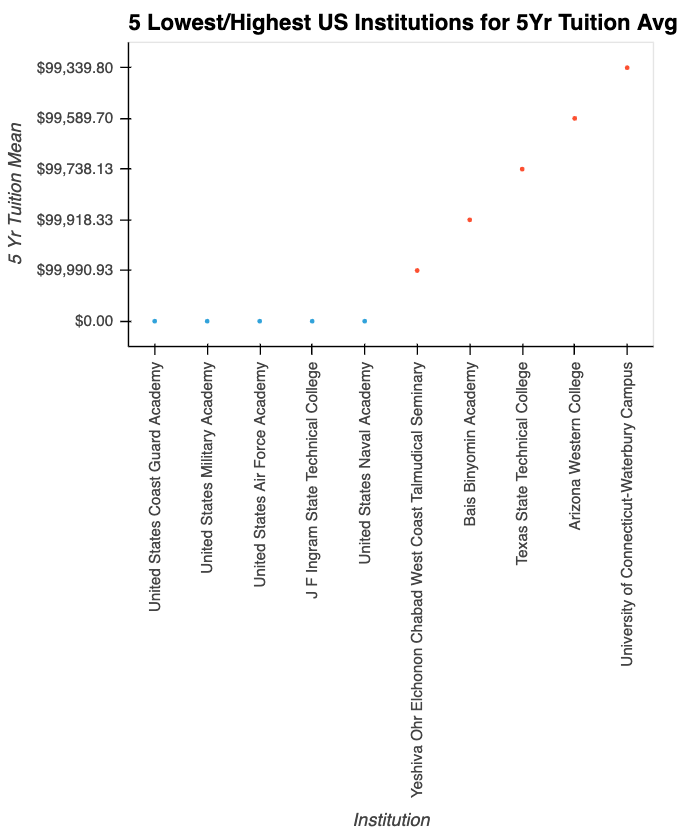 5 Lowest/Highest US Institutions for 5Yr Tuition Avg
5 Yr Tuition Mean
$99,339.80
$99,589.70
$99,738.13
$99,918.33
$99,990.93
$0.00
United States Coast Guard Academy
United States Military Academy
United States Air Force Academy
J F Ingram State Technical College
United States Naval Academy
Yeshiva Ohr Elchonon Chabad West Coast Talmudical Seminary
Bais Binyomin Academy
Texas State Technical College
Arizona Western College
University of Connecticut-Waterbury Campus
Institution